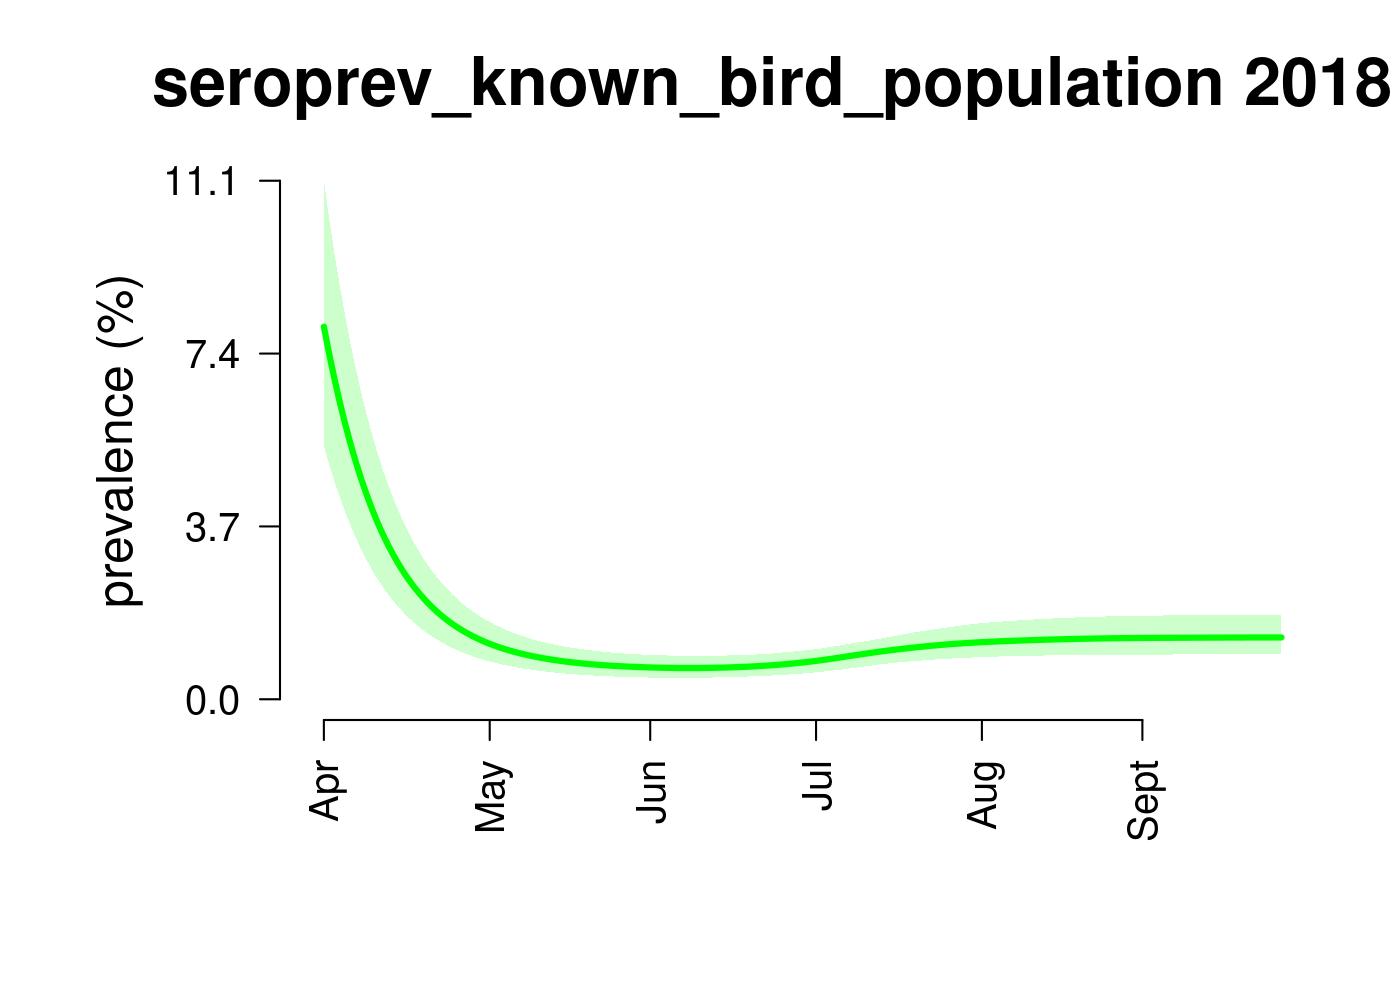 seroprev_known_bird_population 2018
prevalence (%)
11.1
7.4
3.7
0.0
Apr
May
Jun
Jul
Aug
Sept